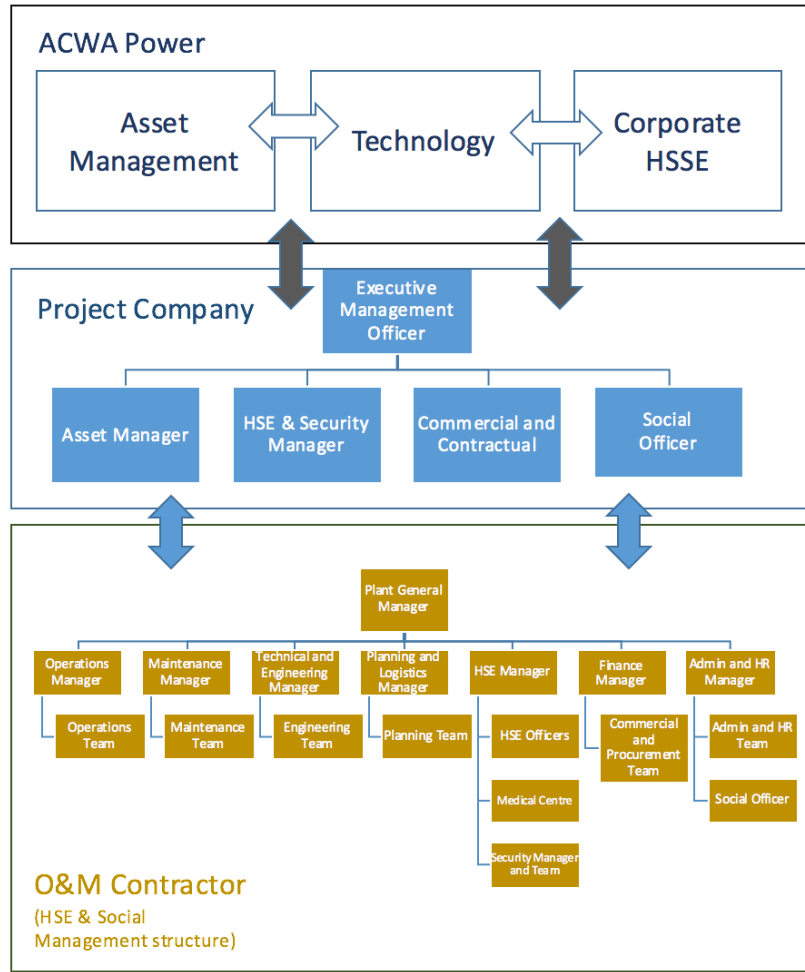 ACWA Power
Asset
Management
Technology
Corporate
HSSE
Project Company
Executive
Management
Officer
Asset Manager
HSE & Security
Manager
Commercial and
Contractual
Social
Officer
Plant General
Manager
Operations
Manager
Maintenance
Manager
Technical and
Engineering
Manager
Planning and
Logistics
Manager
HSE Manager
Finance
Manager
Admin and HR
Manager
Operations
Team
Maintenance
Team
Engineering
Team
Planning Team
HSE Officers
Commercial
and
Procurement
Team
Admin and HR
Team
Medical Centre
Social Officer
Security Manager
and Team
O&M Contractor
(HSE & Social
Management structure)